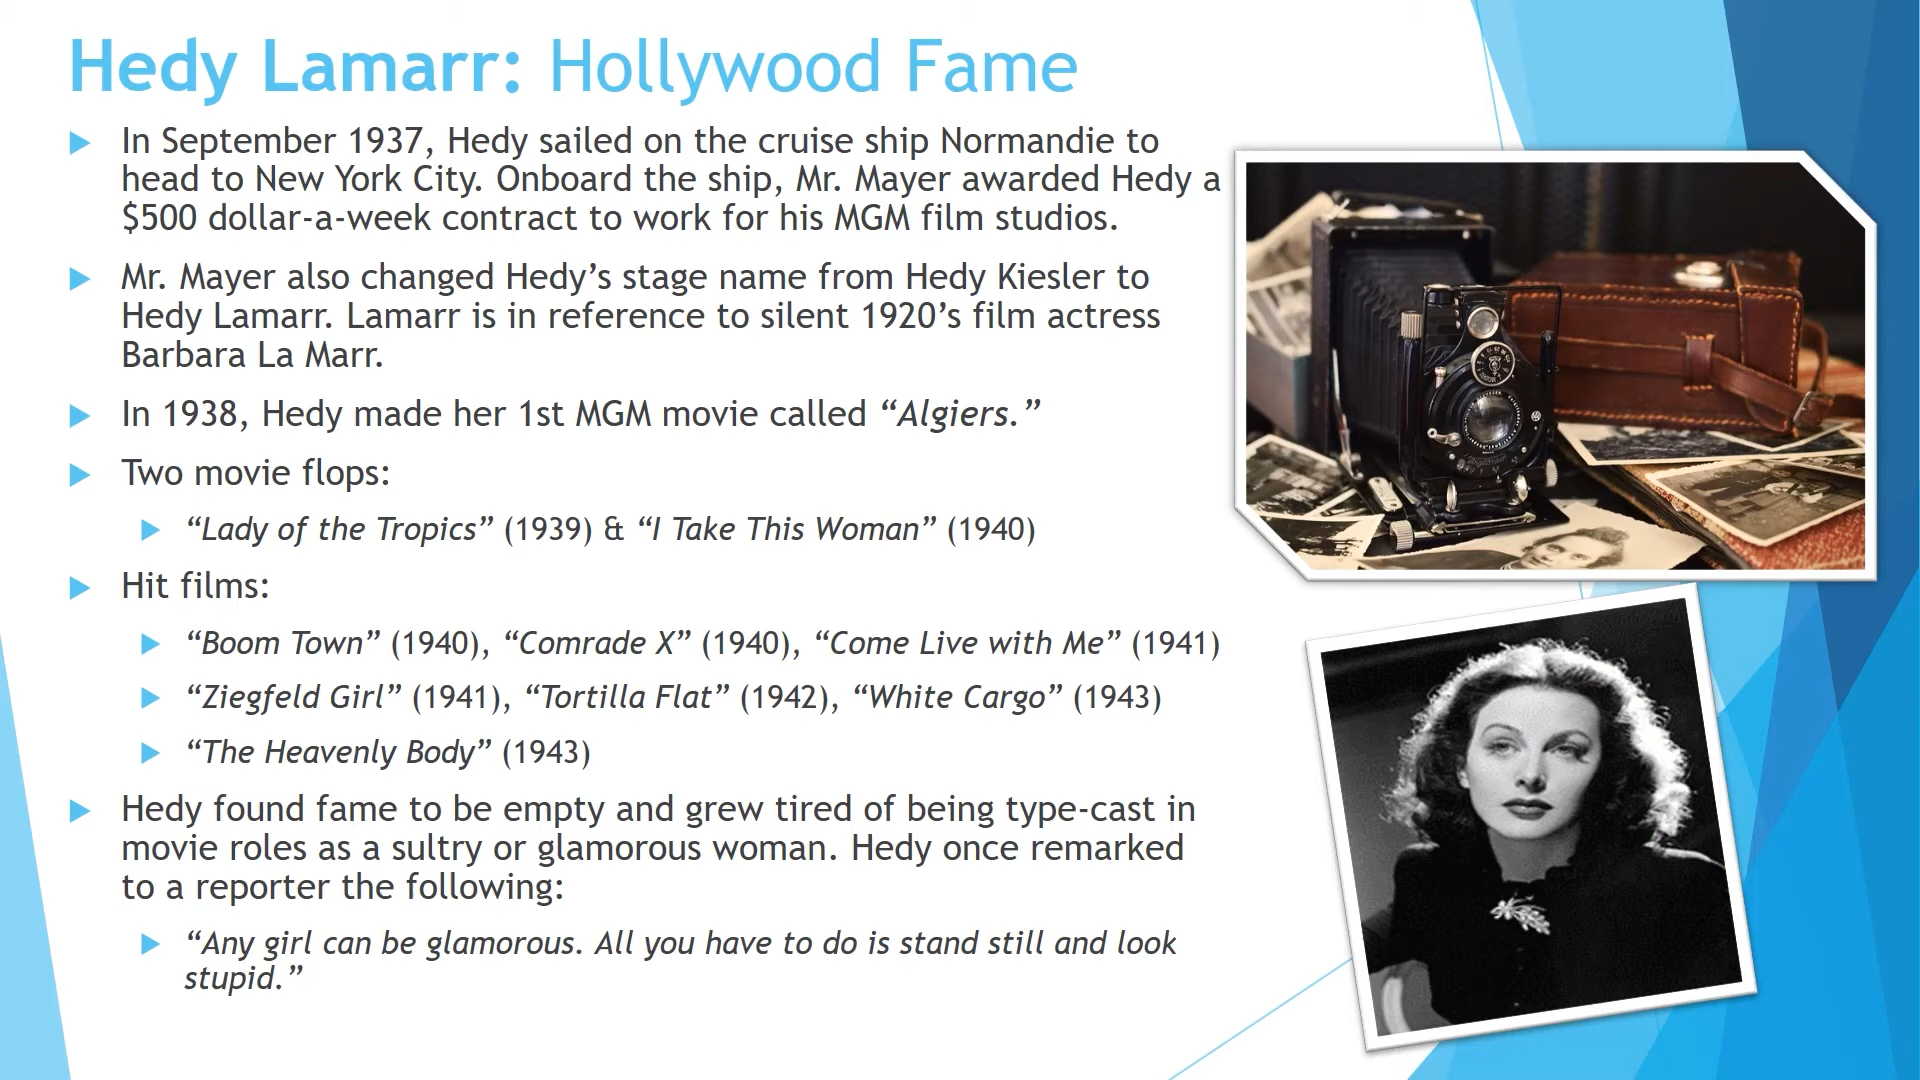 Hedy Lamarr: Hollywood Fame
In September 1937, Hedy sailed on the cruise ship Normandie to
head to New York City. Onboard the ship, Mr. Mayer awarded Hedy a
$500 dollar-a-week contract to work for his MGM film studios.
Mr. Mayer also changed Hedy’s stage name from Hedy Kiesler to
Hedy Lamarr. Lamarr is in reference to silent 1920’s film actress
Barbara La Marr.
In 1938, Hedy made her 1st MGM movie called “Algiers.”
Two movie flops:
“Lady of the Tropics” (1939) & “I Take This Woman” (1940)
Hit films:
“Boom Town” (1940), “Comrade X” (1940), “Come Live with Me” (1941)
“Ziegfeld Girl” (1941), “Tortilla Flat” (1942), “White Cargo” (1943)
“The Heavenly Body” (1943)
Hedy found fame to be empty and grew tired of being type-cast in
movie roles as a sultry or glamorous woman. Hedy once remarked
to a reporter the following:
“Any girl can be glamorous. All you have to do is stand still and look
stupid.”